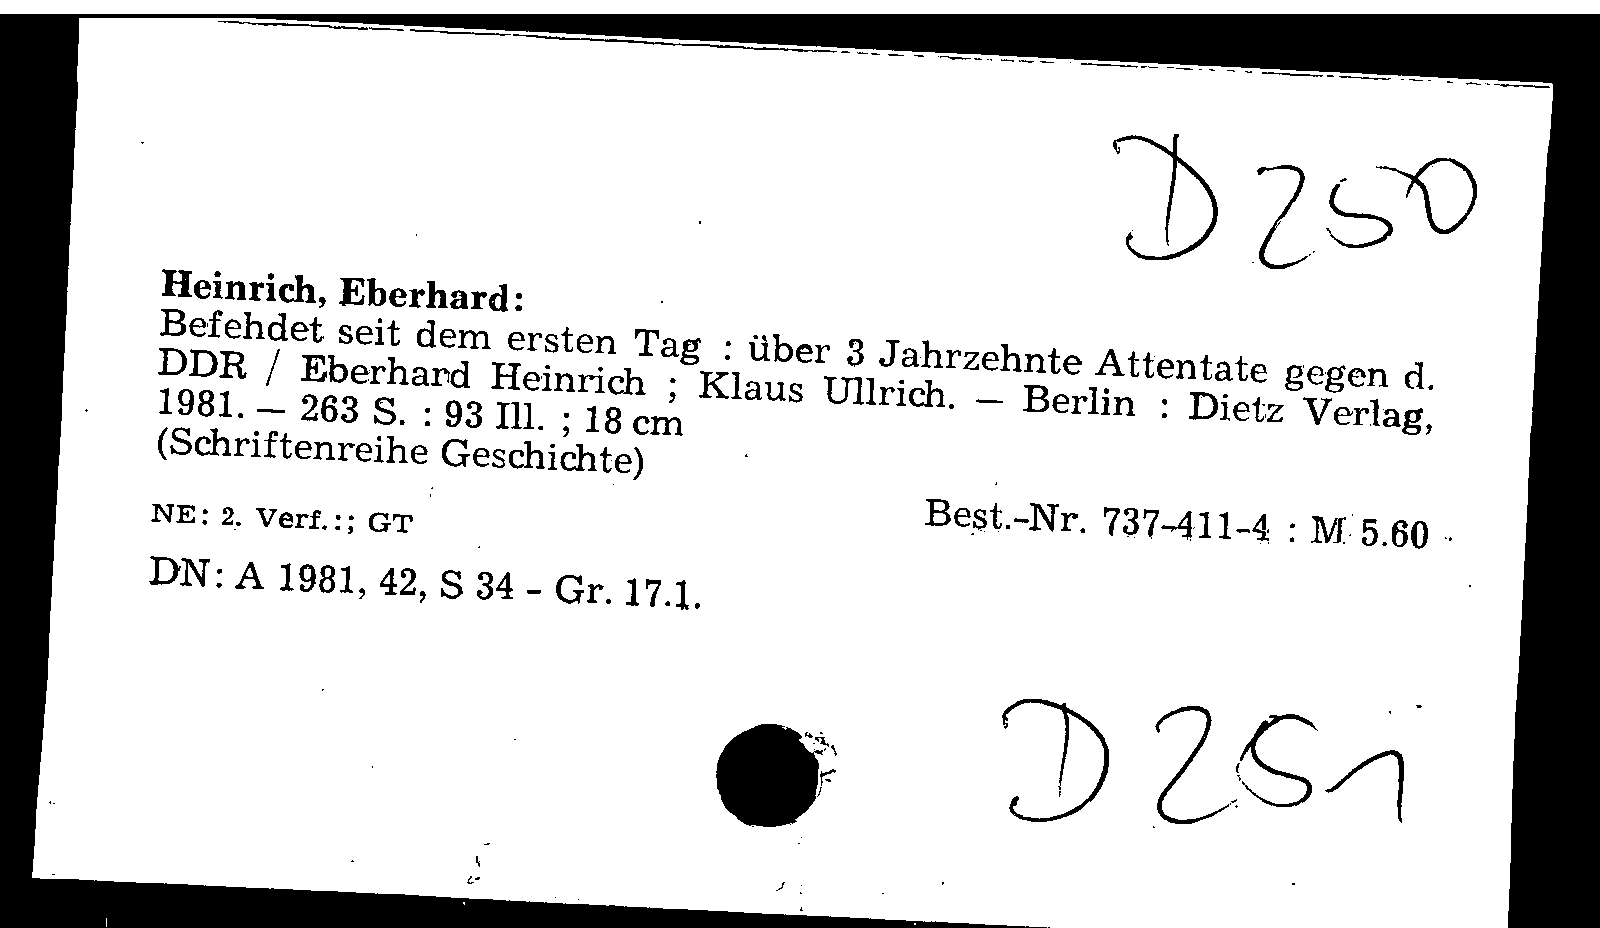 D 250
Heinrich, Eberhard:
Befehdet seit dem ersten Tag : über 3 Jahrzehnte Attentate gegen d.
DDR / Eberhard Heinrich ; Klaus Ullrich. — Berlin : Dietz Verlag,
1981. — 263 S. : 93 Ill. ; 18 cm
(Schriftenreihe Geschichte)
Best.-Nr. 737-411-4 : M 5.60
NE: 2. Verf.:; GT
DN: A 1981, 42, S 34 - Gr. 17.1.
D 251